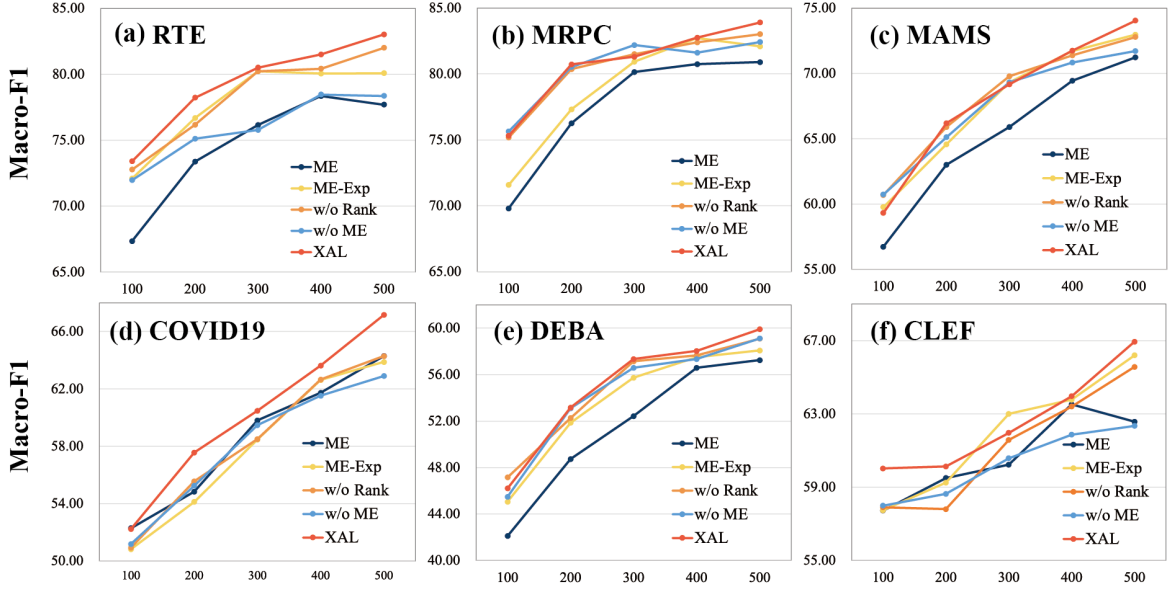 (a) RTE
Macro-F1
85.00
80.00
75.00
70.00
65.00
ME
ME-Exp
w/o Rank
w/o ME
XAL
100 200 300 400 500
(b) MRPC
85.00
80.00
75.00
70.00
65.00
ME
ME-Exp
w/o Rank
w/o ME
XAL
100 200 300 400 500
(c) MAMS
75.00
70.00
65.00
60.00
55.00
ME
ME-Exp
w/o Rank
w/o ME
XAL
100 200 300 400 500
(d) COVID19
Macro-F1
66.00
62.00
58.00
54.00
50.00
ME
ME-Exp
w/o Rank
w/o ME
XAL
100 200 300 400 500
(e) DEBA
60.00
56.00
52.00
48.00
44.00
40.00
ME
ME-Exp
w/o Rank
w/o ME
XAL
100 200 300 400 500
(f) CLEF
67.00
63.00
59.00
55.00
ME
ME-Exp
w/o Rank
w/o ME
XAL
100 200 300 400 500